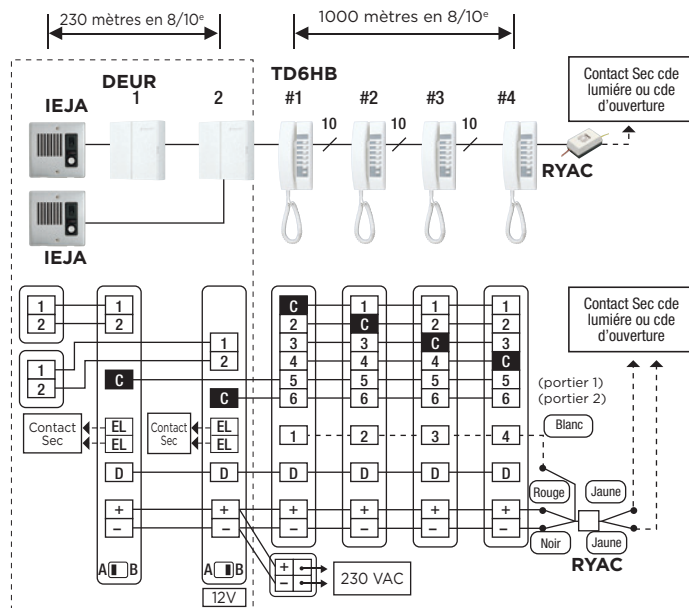 230 mètres en 8/10e
1000 mètres en 8/10e
DEUR
TD6HB
IEJA
1
2
#1
#2
#3
#4
10
10
10
Contact Sec cde
lumiére ou cde
d'ouverture
RYAC
IEJA
1
2
1
2
1
2
1
2
C
2
3
4
5
6
1
C
3
4
5
6
1
2
C
4
5
6
1
2
3
C
5
6
Contact Sec cde
lumiére ou cde
d'ouverture
C
C
(portier 1)
(portier 2)
Contact
Sec
EL
EL
Contact
Sec
EL
EL
1
2
3
4
Blanc
D
D
D
D
D
D
Rouge
Jaune
+
–
+
–
+
–
+
–
+
–
+
–
Noir
Jaune
RYAC
A B
A B
12V
+
–
230 VAC